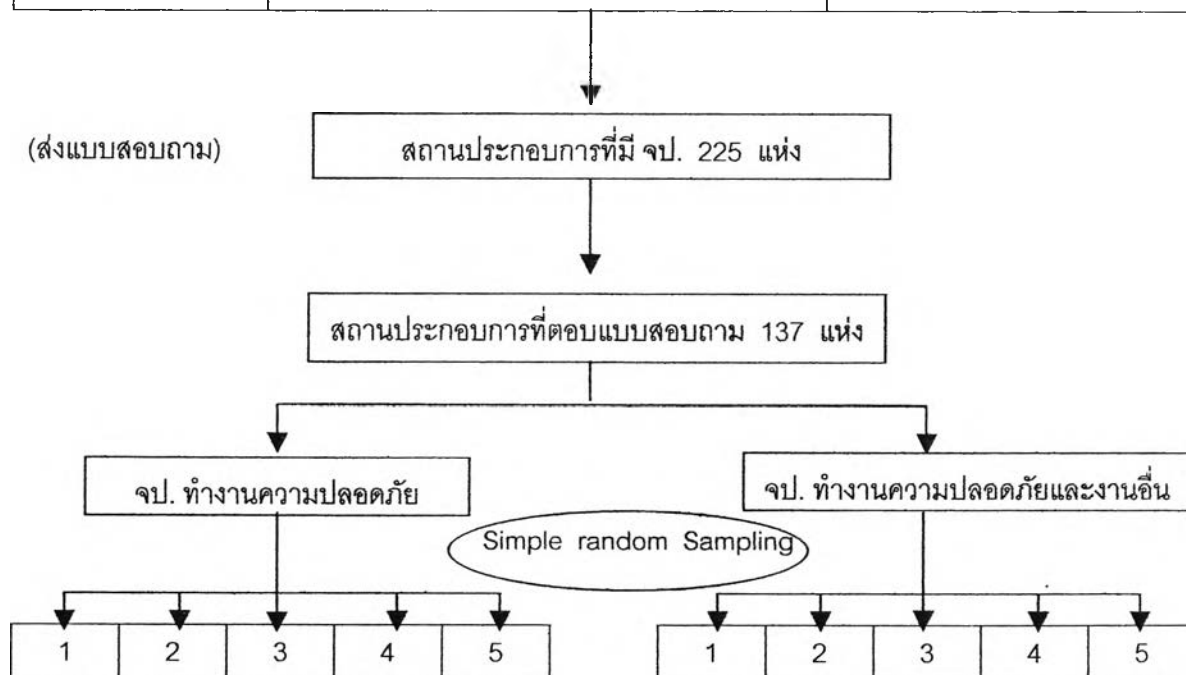 (ส่งแบบสอบถาม)
สถานประกอบการที่มี จป. 225 แห่ง
สถานประกอบการที่ตอบแบบสอบถาม 137 แห่ง
จป. ทำงานความปลอดภัย
จป. ทำงานความปลอดภัยและงานอื่น
Simple random Sampling
1 2 3 4 5
1 2 3 4 5